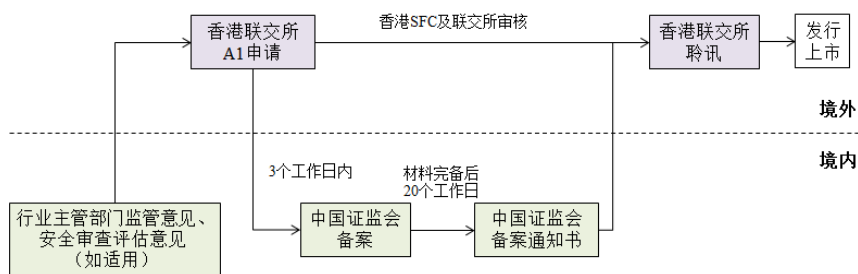 香港联交所
A1申请
香港SFC及联交所审核
香港联交所
聆讯
发行
上市
境外
境内
3个工作日内
材料完备后
20个工作日
行业主管部门监管意见、
安全审查评估意见
（如适用）
中国证监会
备案
中国证监会
备案通知书